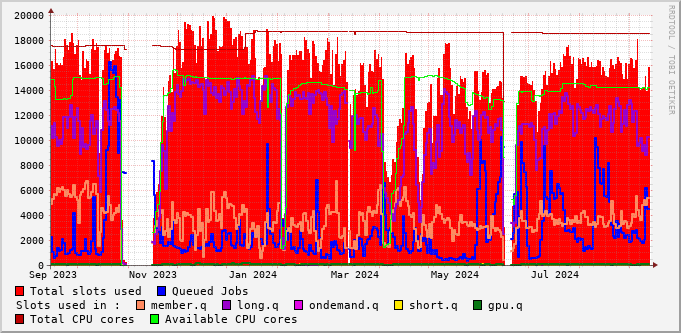 20000
18000
16000
14000
12000
10000
8000
6000
4000
2000
0
Sep 2023 Nov 2023 Jan 2024 Mar 2024 May 2024 Jul 2024
Total slots used Queued Jobs
Slots used in : member.q long.q ondemand.q short.q gpu.q
Total CPU cores Available CPU cores
RRDTOOL / TOBI OETIKER